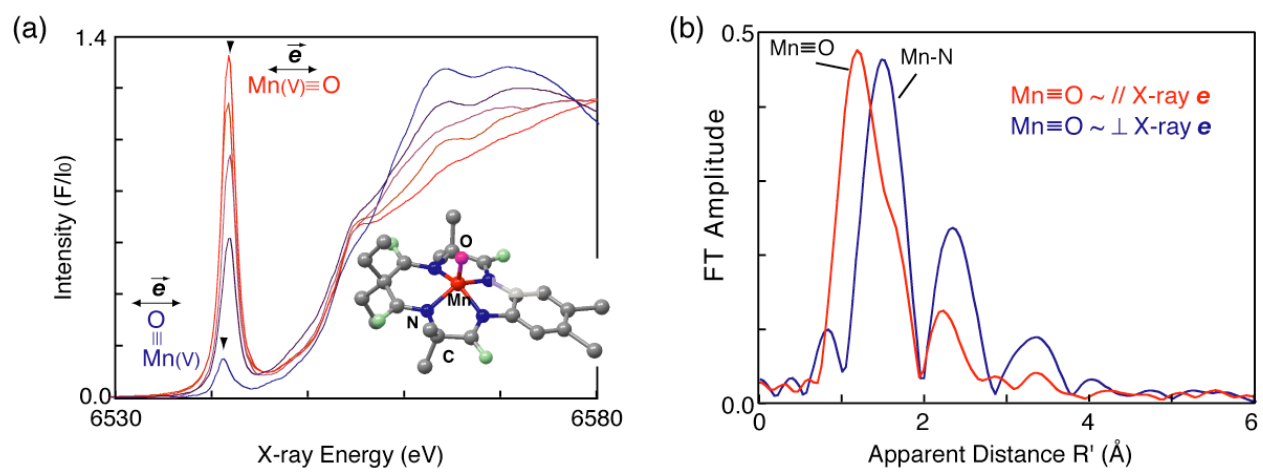 (a)
1.4
e
Mn(V)≡O
Intensity (F/I0)
e
O
|||
Mn(V)
O
Mn
N
C
0.0
6530
6580
X-ray Energy (eV)
(b)
0.5
Mn≡O
Mn-N
Mn≡O ~ // X-ray e
Mn≡O ~ ⊥ X-ray e
FT Amplitude
0.0
0
2
4
6
Apparent Distance R' (Å)